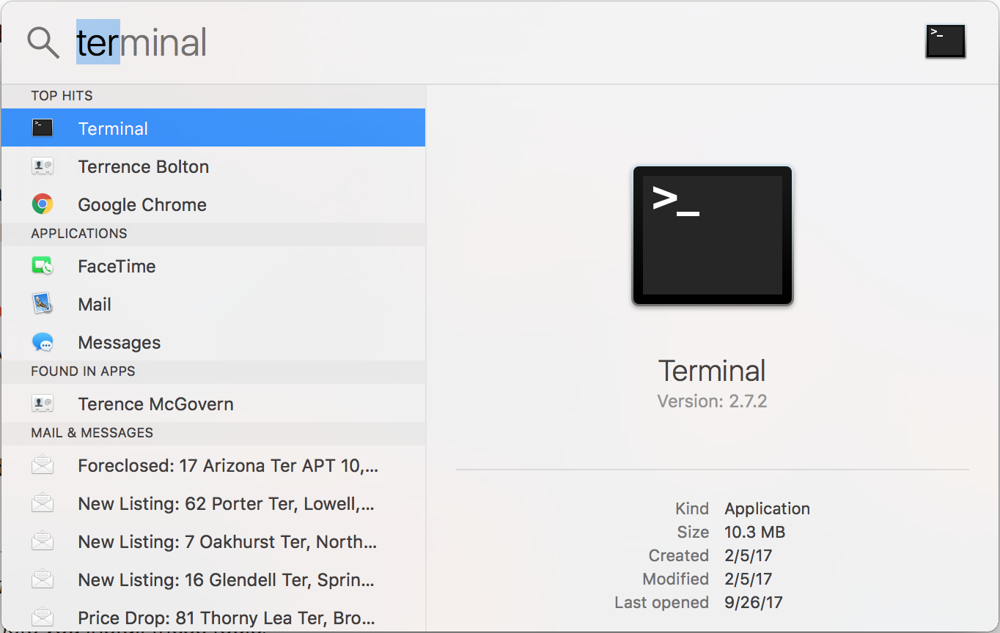 terminal
TOP HITS
Terminal
Terrence Bolton
Google Chrome
APPLICATIONS
FaceTime
Mail
Messages
FOUND IN APPS
Terence McGovern
MAIL & MESSAGES
Foreclosed: 17 Arizona Ter APT 10,...
New Listing: 62 Porter Ter, Lowell,...
New Listing: 7 Oakhurst Ter, North...
New Listing: 16 Glendell Ter, Sprin...
Price Drop: 81 Thorny Lea Ter, Bro...
>_
Terminal
Version: 2.7.2
Kind Application
Size 10.3 MB
Created 2/5/17
Modified 2/5/17
Last opened 9/26/17